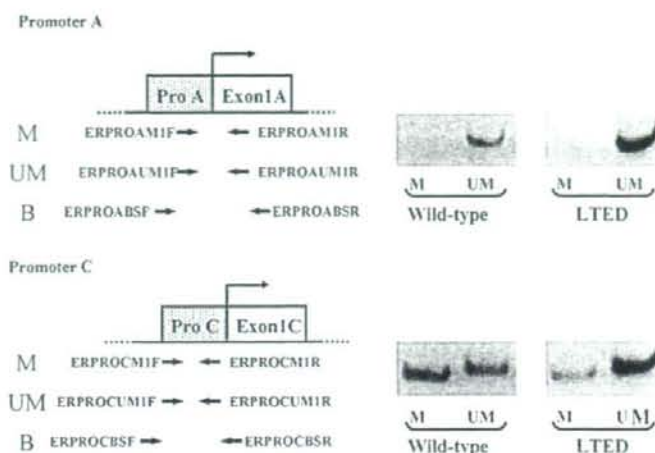 Promoter A
Pro A Exon1A
M ERPROAM1F ERPROAM1R
UM ERPROAUM1F ERPROAUM1R
B ERPROABSF ERPROABSR
M UM M UM
Wild-type LTED
Promoter C
Pro C Exon1C
M ERPROCM1F ERPROCM1R
UM ERPROCUM1F ERPROCUM1R
B ERPROCBSF ERPROCBSR
M UM M UM
Wild-type LTED